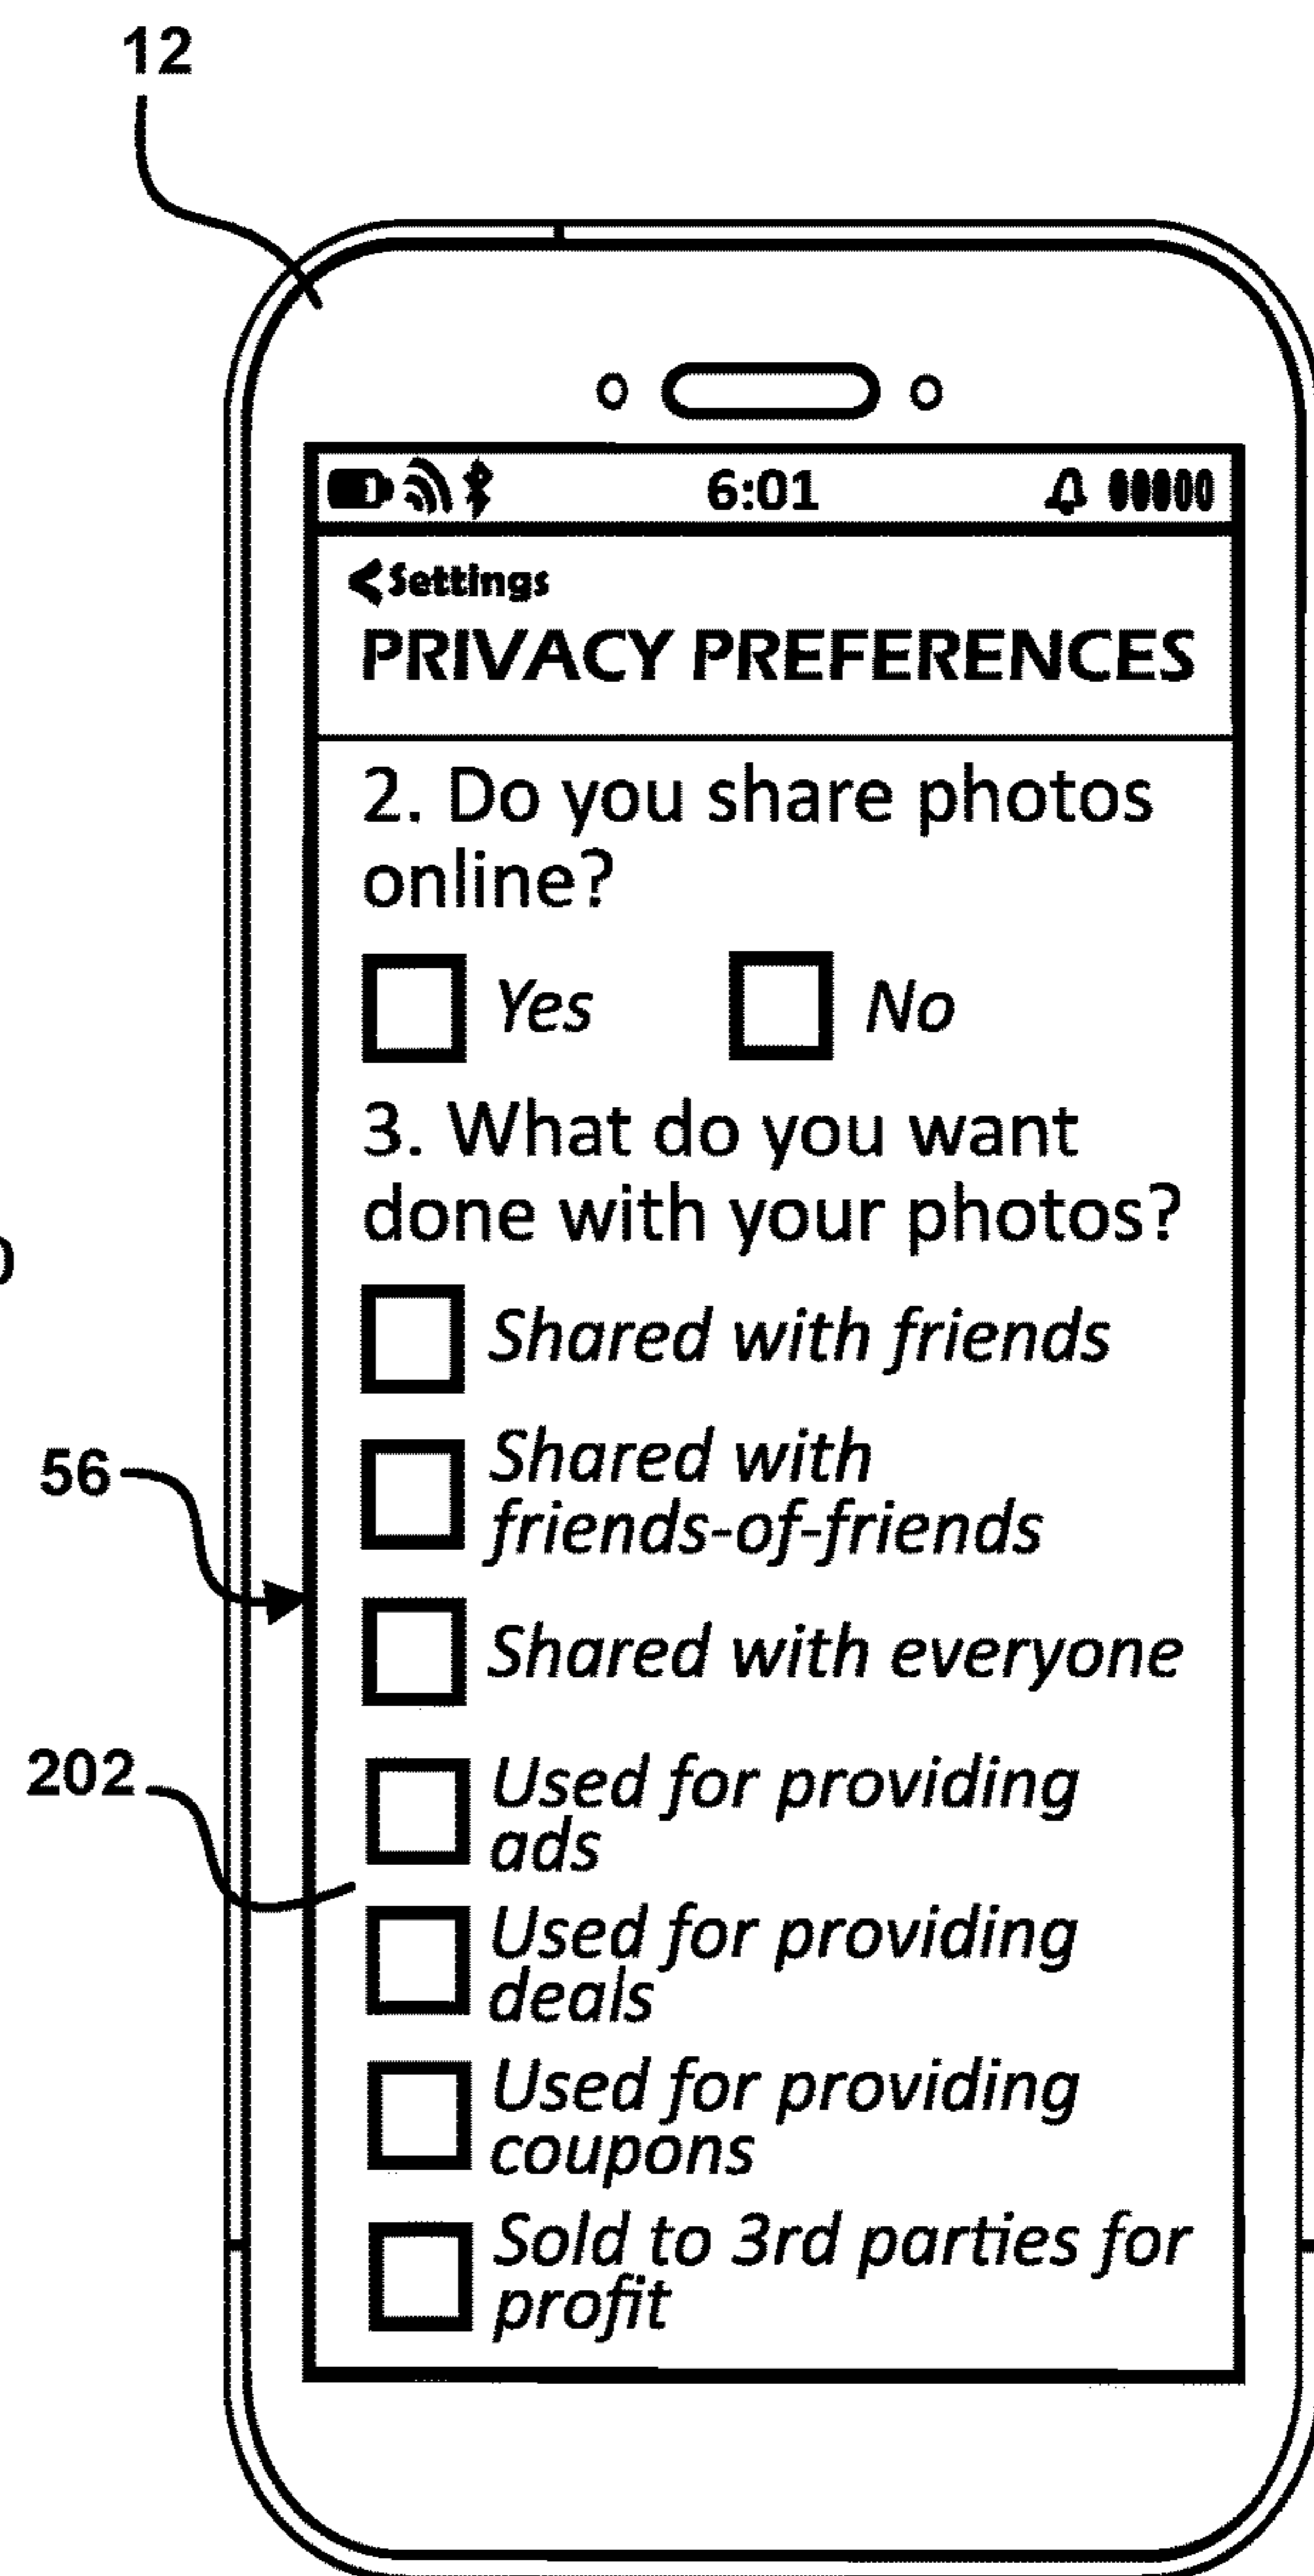 12
6:01
Settings
PRIVACY PREFERENCES
2. Do you share photos
online?
Yes No
3. What do you want
done with your photos?
Shared with friends
56
Shared with
friends-of-friends
Shared with everyone
202
Used for providing
ads
Used for providing
deals
Used for providing
coupons
Sold to 3rd parties for
profit